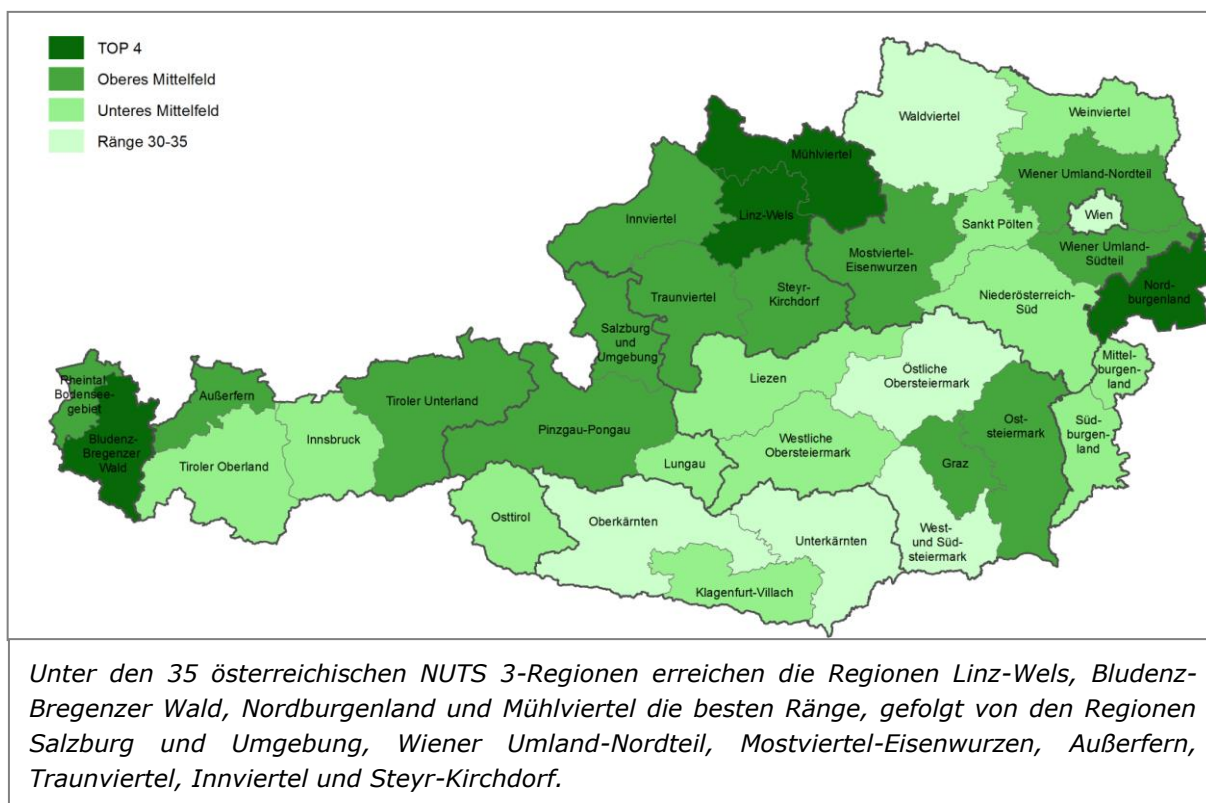 TOP 4
Oberes Mittelfeld
Unteres Mittelfeld
Ränge 30-35
Waldviertel
Weinviertel
Mühlviertel
Wiener Umland-Nordteil
Innviertel
Linz-Wels
Sankt Pölten
Wien
Mostviertel-
Eisenwurzen
Wiener Umland-
Südteil
Nord-
burgenland
Traunviertel
Steyr-
Kirchdorf
Niederösterreich-
Süd
Salzburg
und
Umgebung
Liezen
Östliche
Obersteiermark
Mittel-
burgen-
land
Rheintal-
Bodensee-
gebiet
Außerfern
Tiroler Unterland
Bludenz-
Bregenzer
Wald
Tiroler Oberland
Innsbruck
Pinzgau-Pongau
Lungau
Westliche
Obersteiermark
Graz
Ost-
steiermark
Süd-
burgen-
land
Osttirol
Oberkärnten
Unterkärnten
West-
und Süd-
steiermark
Klagenfurt-Villach
Unter den 35 österreichischen NUTS 3-Regionen erreichen die Regionen Linz-Wels, Bludenz-
Bregenzer Wald, Nordburgenland und Mühlviertel die besten Ränge, gefolgt von den Regionen
Salzburg und Umgebung, Wiener Umland-Nordteil, Mostviertel-Eisenwurzen, Außerfern,
Traunviertel, Innviertel und Steyr-Kirchdorf.